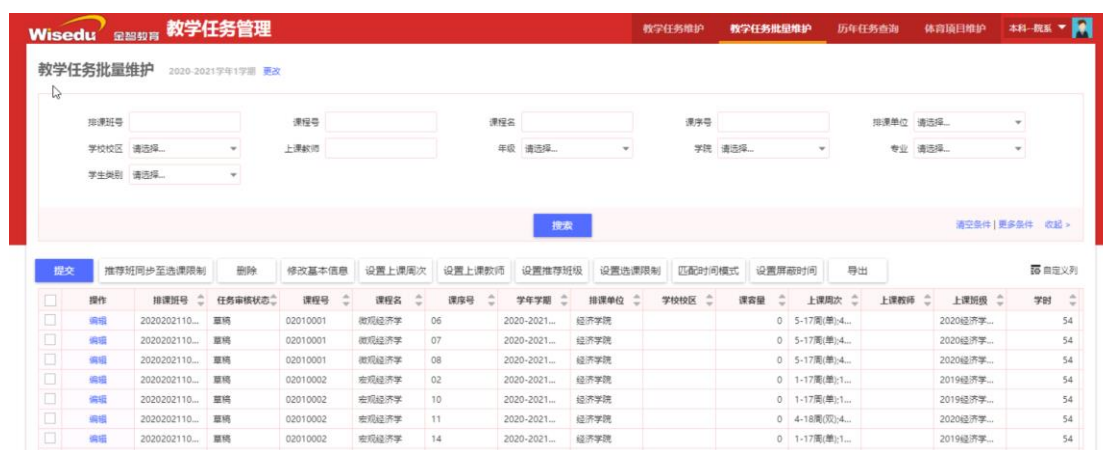 Wisedu 金智教育 教学任务管理 教学任务维护 教学任务批量维护 历年任务查询 体育项目维护 本科--院系
教学任务批量维护 2020-2021学年1学期 更改
排课班号 课程号 课程名 课序号 排课单位 请选择...
学校校区 请选择... 上课教师 年级 请选择... 学院 请选择... 专业 请选择...
学生类别 请选择...
搜索 清空条件 | 更多条件 收起 »
提交 推荐班同步至选课限制 删除 修改基本信息 设置上课周次 设置上课教师 设置推荐班级 设置选课限制 匹配时间模式 设置屏蔽时间 导出 自定义列
操作 排课班号 任务审核状态 课程号 课程名 课序号 学年学期 排课单位 学校校区 课容量 上课周次 上课教师 上课班级 学时
编辑 2020202110... 草稿 02010001 微观经济学 06 2020-2021... 经济学院 0 5-17周(单);4... 2020经济学... 54
编辑 2020202110... 草稿 02010001 微观经济学 07 2020-2021... 经济学院 0 5-17周(单);4... 2020经济学... 54
编辑 2020202110... 草稿 02010001 微观经济学 08 2020-2021... 经济学院 0 5-17周(单);4... 2020经济学... 54
编辑 2020202110... 草稿 02010002 宏观经济学 02 2020-2021... 经济学院 0 1-17周(单);1... 2019经济学... 54
编辑 2020202110... 草稿 02010002 宏观经济学 10 2020-2021... 经济学院 0 1-17周(单);1... 2019经济学... 54
编辑 2020202110... 草稿 02010002 宏观经济学 11 2020-2021... 经济学院 0 4-18周(双);4... 2020经济学... 54
编辑 2020202110... 草稿 02010002 宏观经济学 14 2020-2021... 经济学院 0 1-17周(单);1... 2019经济学... 54